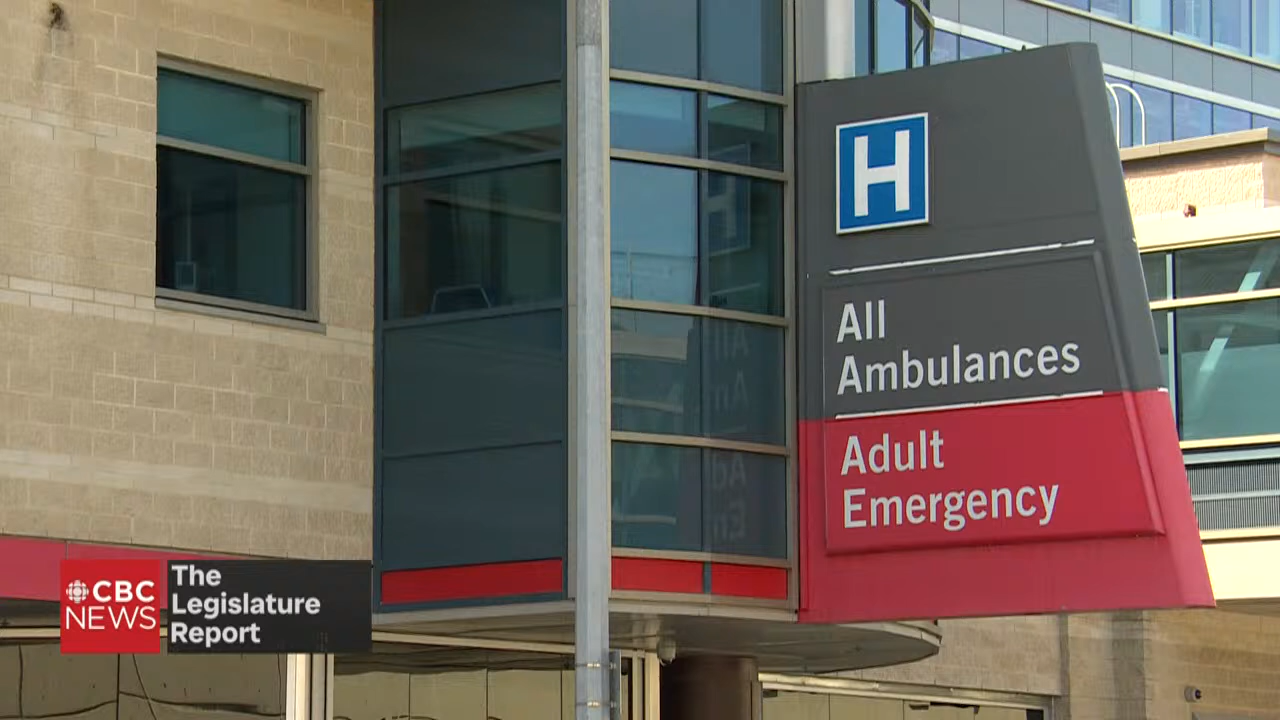 H
All
Ambulances
Adult
Emergency
CBC
NEWS
The
Legislature
Report